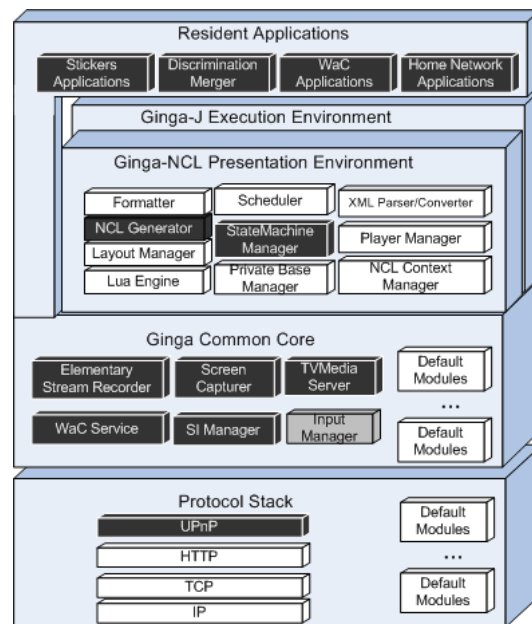 Resident Applications
Stickers
Applications
Discrimination
Merger
WaC
Applications
Home Network
Applications
Ginga-J Execution Environment
Ginga-NCL Presentation Environment
Formatter
Scheduler
XML Parser/Converter
NCL Generator
StateMachine
Manager
Player Manager
Layout Manager
Lua Engine
Private Base
Manager
NCL Context
Manager
Ginga Common Core
Elementary
Stream Recorder
Screen
Capturer
TVMedia
Server
Default
Modules
...
WaC Service
SI Manager
Input
Manager
Default
Modules
Protocol Stack
UPnP
HTTP
TCP
IP
Default
Modules
...
Default
Modules